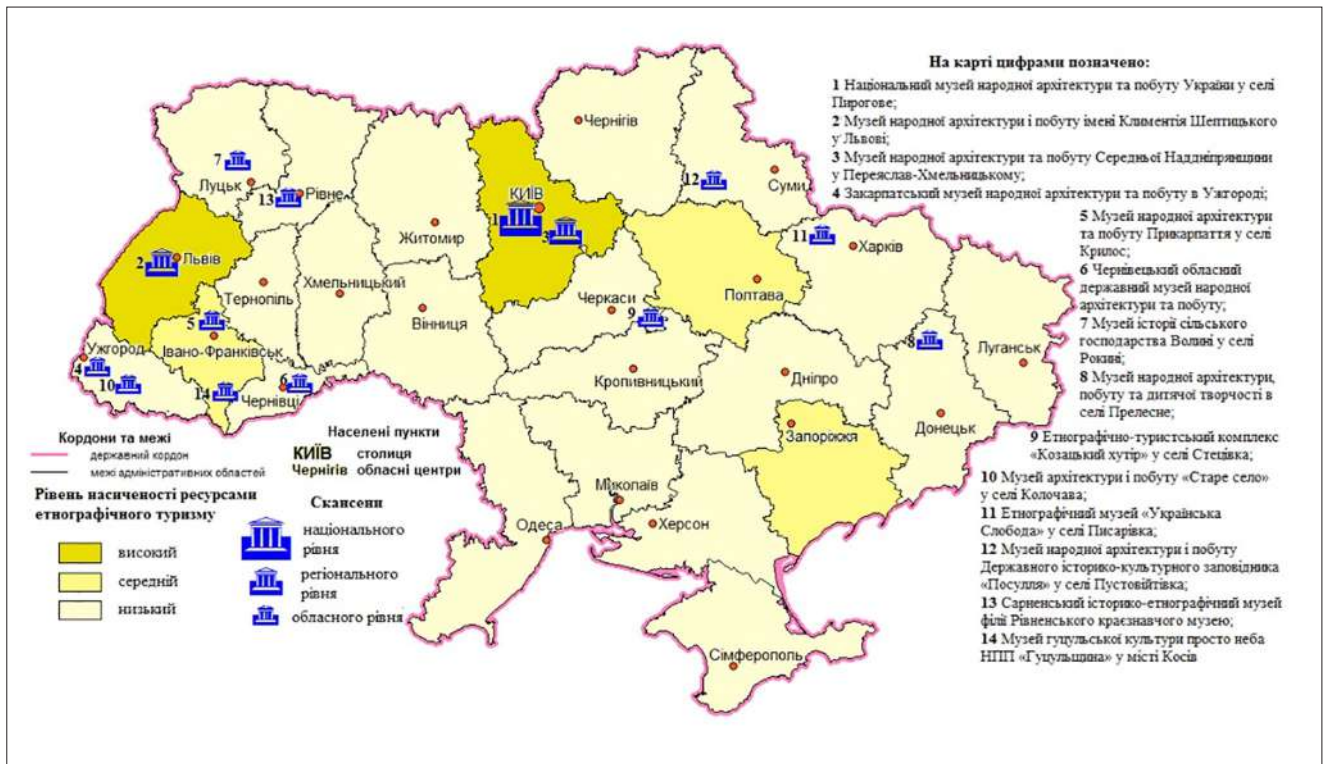 На карті цифрами позначено:
1 Національний музей народної архітектури та побуту України у селі
Пирогове;
2 Музей народної архітектури і побуту імені Климентія Шептицького
у Львові;
3 Музей народної архітектури та побуту Середньої Наддніпрянщини
у Переяслав-Хмельницькому;
4 Закарпатський музей народної архітектури та побуту в Ужгороді;
5 Музей народної архітектури
та побуту Прикарпаття у селі
Крилос;
6 Чернівецький обласний
державний музей народної
архітектури та побуту;
7 Музей історії сільського
господарства Волині у селі
Рокині;
8 Музей народної архітектури,
побуту та дитячої творчості в
селі Прелесне;
9 Етнографічно-туристський комплекс
«Козацький хутір» у селі Стецівка;
10 Музей архітектури і побуту «Старе село»
у селі Колочава;
11 Етнографічний музей «Українська
Слобода» у селі Писарівка;
12 Музей народної архітектури і побуту
Державного історико-культурного заповідника
«Посулля» у селі Пустовійтівка;
13 Сарненський історико-етнографічний музей
філії Рівненського краєзнавчого музею;
14 Музей гуцульської культури просто неба
НПП «Гуцульщина» у місті Косів
Чернігів
7
Луцьк
13
Рівне
12
Суми
КИЇВ
1
3
Житомир
11
Харків
2
Львів
Тернопіль
Хмельницький
Вінниця
Черкаси
9
Полтава
Луганськ
5
Івано-Франківськ
Ужгород
4
10
14
6
Чернівці
Кропивницький
Дніпро
8
Донецьк
Запоріжжя
Миколаїв
Херсон
Одеса
Сімферополь
Кордони та межі
державний кордон
межі адміністративних областей
Населені пункти
КИЇВ столиця
Чернігів обласні центри
Рівень насиченості ресурсами
етнографічного туризму
високий
середній
низький
Скансени
національного
рівня
регіонального
рівня
обласного рівня